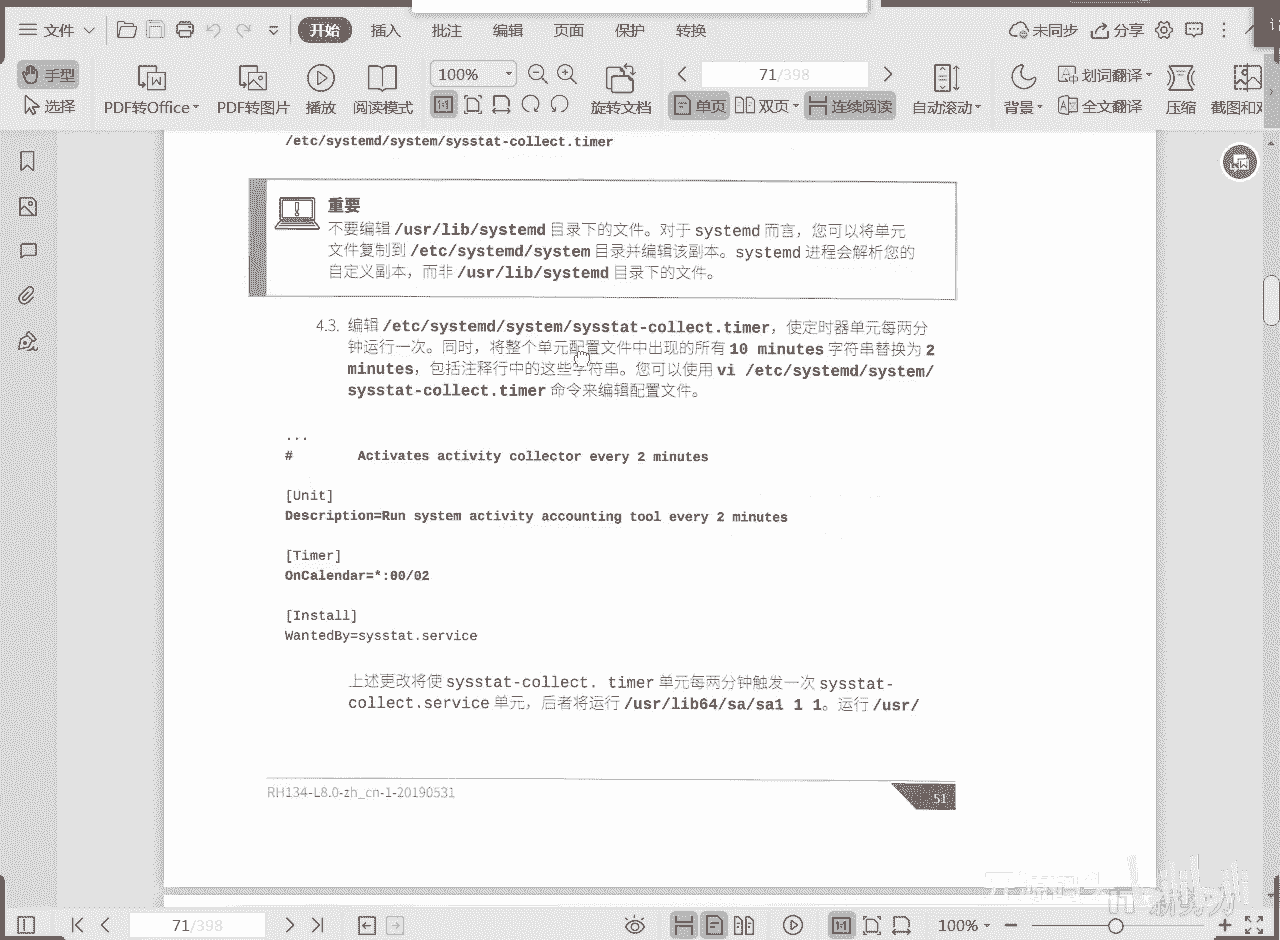 文件
开始
插入
批注
编辑
页面
保护
转换
未同步
分享
手型
选择
PDF转Office
PDF转图片
播放
阅读模式
100%
旋转文档
71/398
单页
双页
连续阅读
自动滚动
背景
划词翻译
全文翻译
压缩
/etc/systemd/system/sysstat-collect.timer
重要
不要编辑 /usr/lib/systemd 目录下的文件。对于 systemd 而言，您可以将单元
文件复制到 /etc/systemd/system 目录并编辑该副本。systemd 进程会解析您的
自定义副本，而非 /usr/lib/systemd 目录下的文件。
4.3. 编辑 /etc/systemd/system/sysstat-collect.timer，使定时器单元每两分
钟运行一次。同时，将整个单元配置文件中出现的所有 10 minutes 字符串替换为 2
minutes，包括注释行中的这些字符串。您可以使用 vi /etc/systemd/system/
sysstat-collect.timer 命令来编辑配置文件。
...
# Activates activity collector every 2 minutes
[Unit]
Description=Run system activity accounting tool every 2 minutes
[Timer]
OnCalendar=*:00/02
[Install]
WantedBy=sysstat.service
上述更改将使 sysstat-collect. timer 单元每两分钟触发一次 sysstat-
collect.service 单元，后者将运行 /usr/lib64/sa/sa1 1 1。运行 /usr/
RH134-L8.0-zh_cn-1-20190531
51
71/398
100%